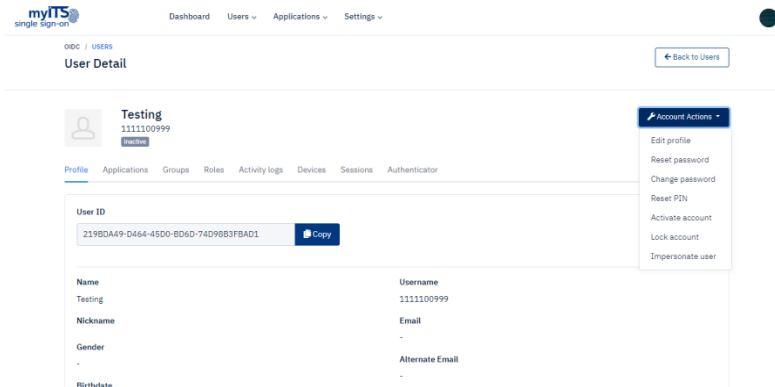 myITS
single sign-on
Dashboard Users Applications Settings
OIDC / USERS
User Detail
← Back to Users
Testing
1111100999
Inactive
Account Actions
Edit profile
Reset password
Change password
Reset PIN
Activate account
Lock account
Impersonate user
Profile Applications Groups Roles Activity logs Devices Sessions Authenticator
User ID
219BDA49-D464-45D0-BD6D-74D98B3FBAD1 Copy
Name Username
Testing 1111100999
Nickname Email
-
Gender
- Alternate Email
-
Birthdate